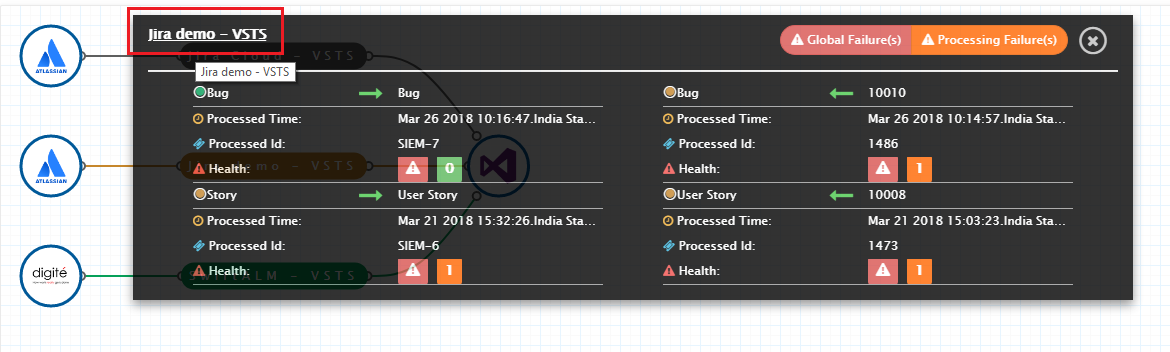 Jira demo - VSTS
Global Failure(s)
Processing Failure(s)
ATLASSIAN
Jira Cloud - VSTS
Jira demo - VSTS
Bug Bug
Processed Time: Mar 26 2018 10:16:47.India Sta...
Processed Id: SIEM-7
Health: 0
Bug 10010
Processed Time: Mar 26 2018 10:14:57.India Sta...
Processed Id: 1486
Health: 1
ATLASSIAN
Jira demo - VSTS
Story User Story
Processed Time: Mar 21 2018 15:32:26.India Sta...
Processed Id: SIEM-6
Health: 1
User Story 10008
Processed Time: Mar 21 2018 15:03:23.India Sta...
Processed Id: 1473
Health: 1
digité
SwiftALM - VSTS